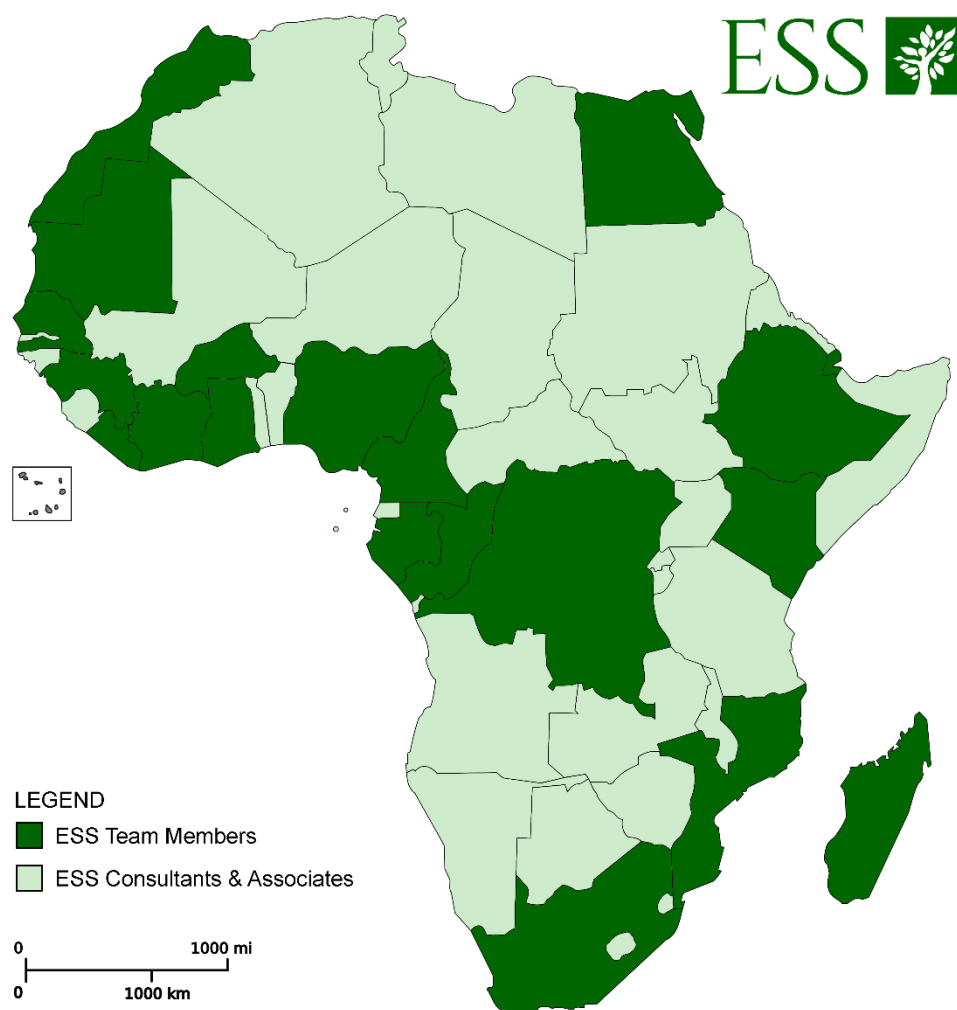 ESS
LEGEND
ESS Team Members
ESS Consultants & Associates
0 1000 mi
0 1000 km